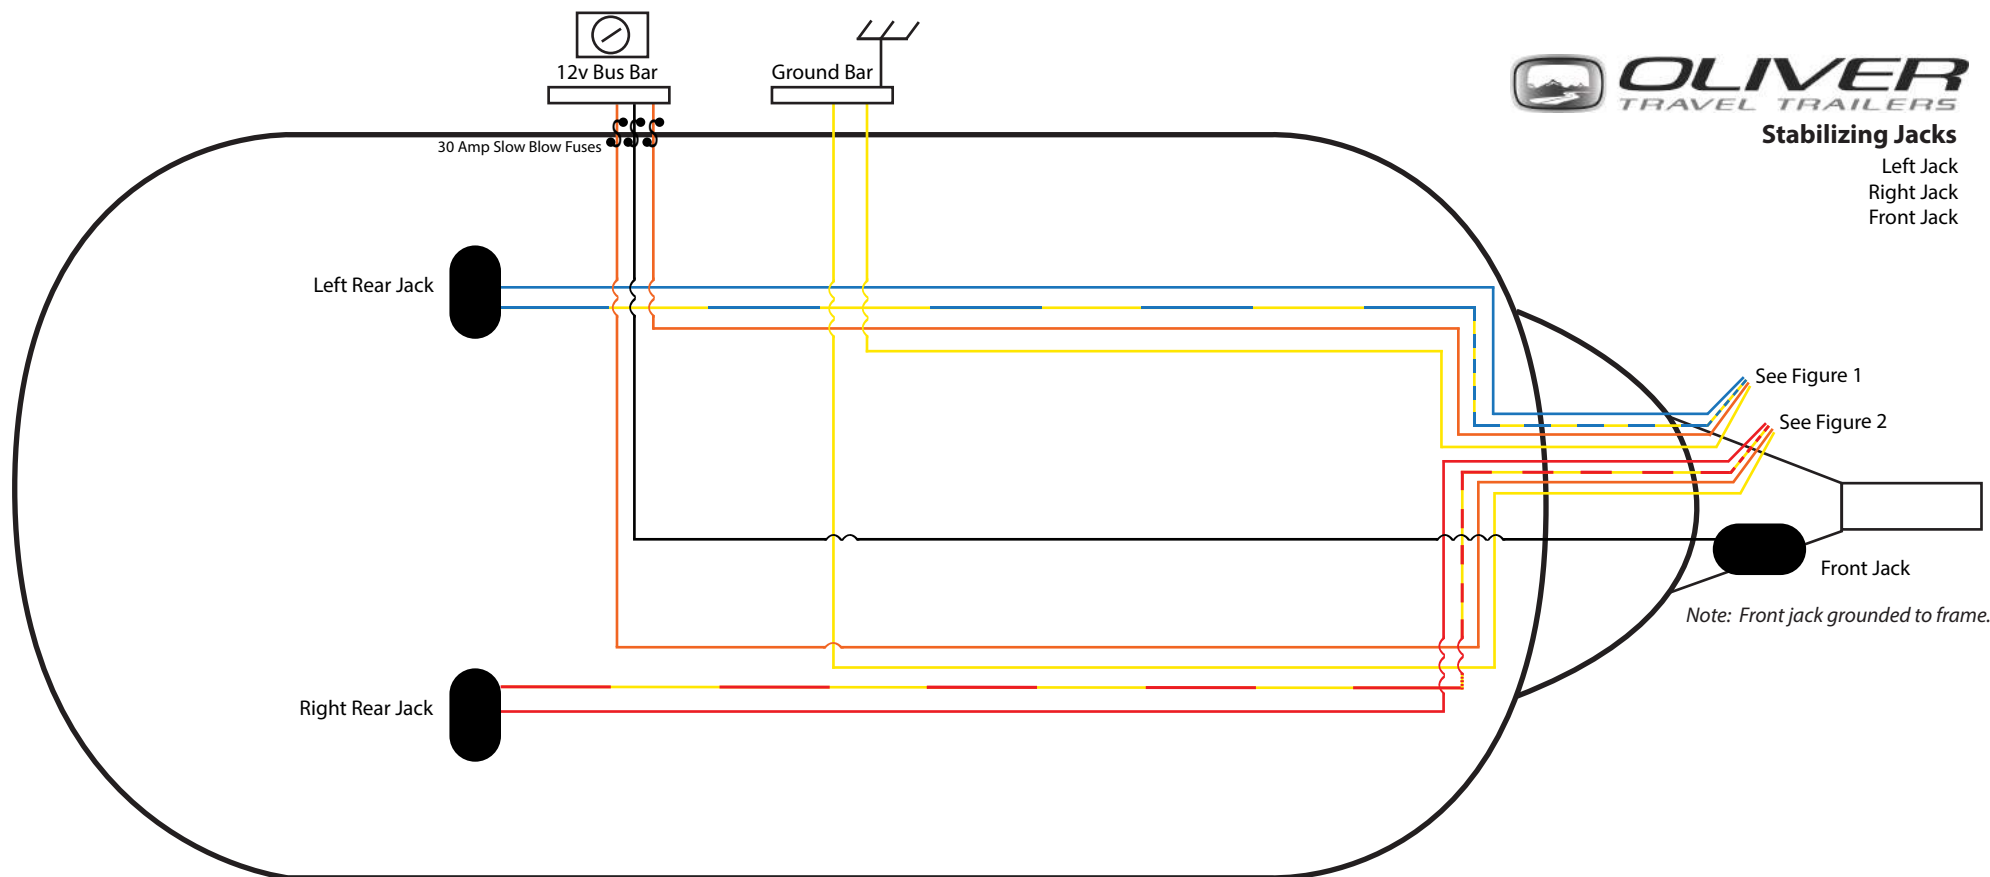 12v Bus Bar
Ground Bar
30 Amp Slow Blow Fuses
OLIVER
TRAVEL TRAILERS
Stabilizing Jacks
Left Jack
Right Jack
Front Jack
Left Rear Jack
See Figure 1
See Figure 2
Front Jack
Note: Front jack grounded to frame.
Right Rear Jack